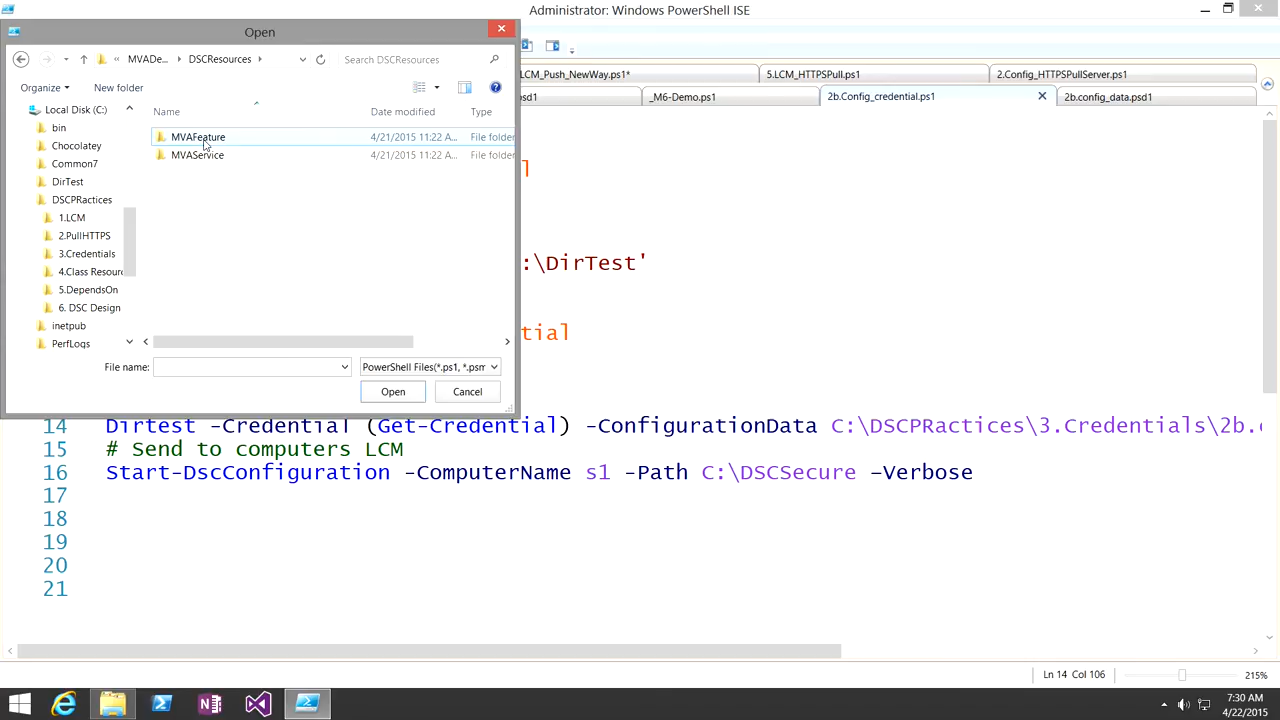 Administrator: Windows PowerShell ISE
Open
MVADe...
DSCResources
Search DSCResources
Organize
New folder
Local Disk (C:)
bin
Chocolatey
Common7
DirTest
DSCPRactices
1.LCM
2.PullHTTPS
3.Credentials
4.Class Resourc
5.DependsOn
6. DSC Design
inetpub
PerfLogs
Name
Date modified
Type
MVAFeature
4/21/2015 11:22 A...
File folder
MVAService
4/21/2015 11:22 A...
File folder
File name:
PowerShell Files(*.ps1, *.psm
Open
Cancel
LCM_Push_NewWay.ps1*
5.LCM_HTTPSPull.ps1
2.Config_HTTPSPullServer.ps1
psd1
_M6-Demo.ps1
2b.Config_credential.ps1
2b.config_data.psd1
:\DirTest'
tial
14 Dirtest -Credential (Get-Credential) -ConfigurationData C:\DSCPRactices\3.Credentials\2b.c
15 # Send to computers LCM
16 Start-DscConfiguration -ComputerName s1 -Path C:\DSCSecure –Verbose
17
18
19
20
21
Ln 14 Col 106
215%
7:30 AM
4/22/2015